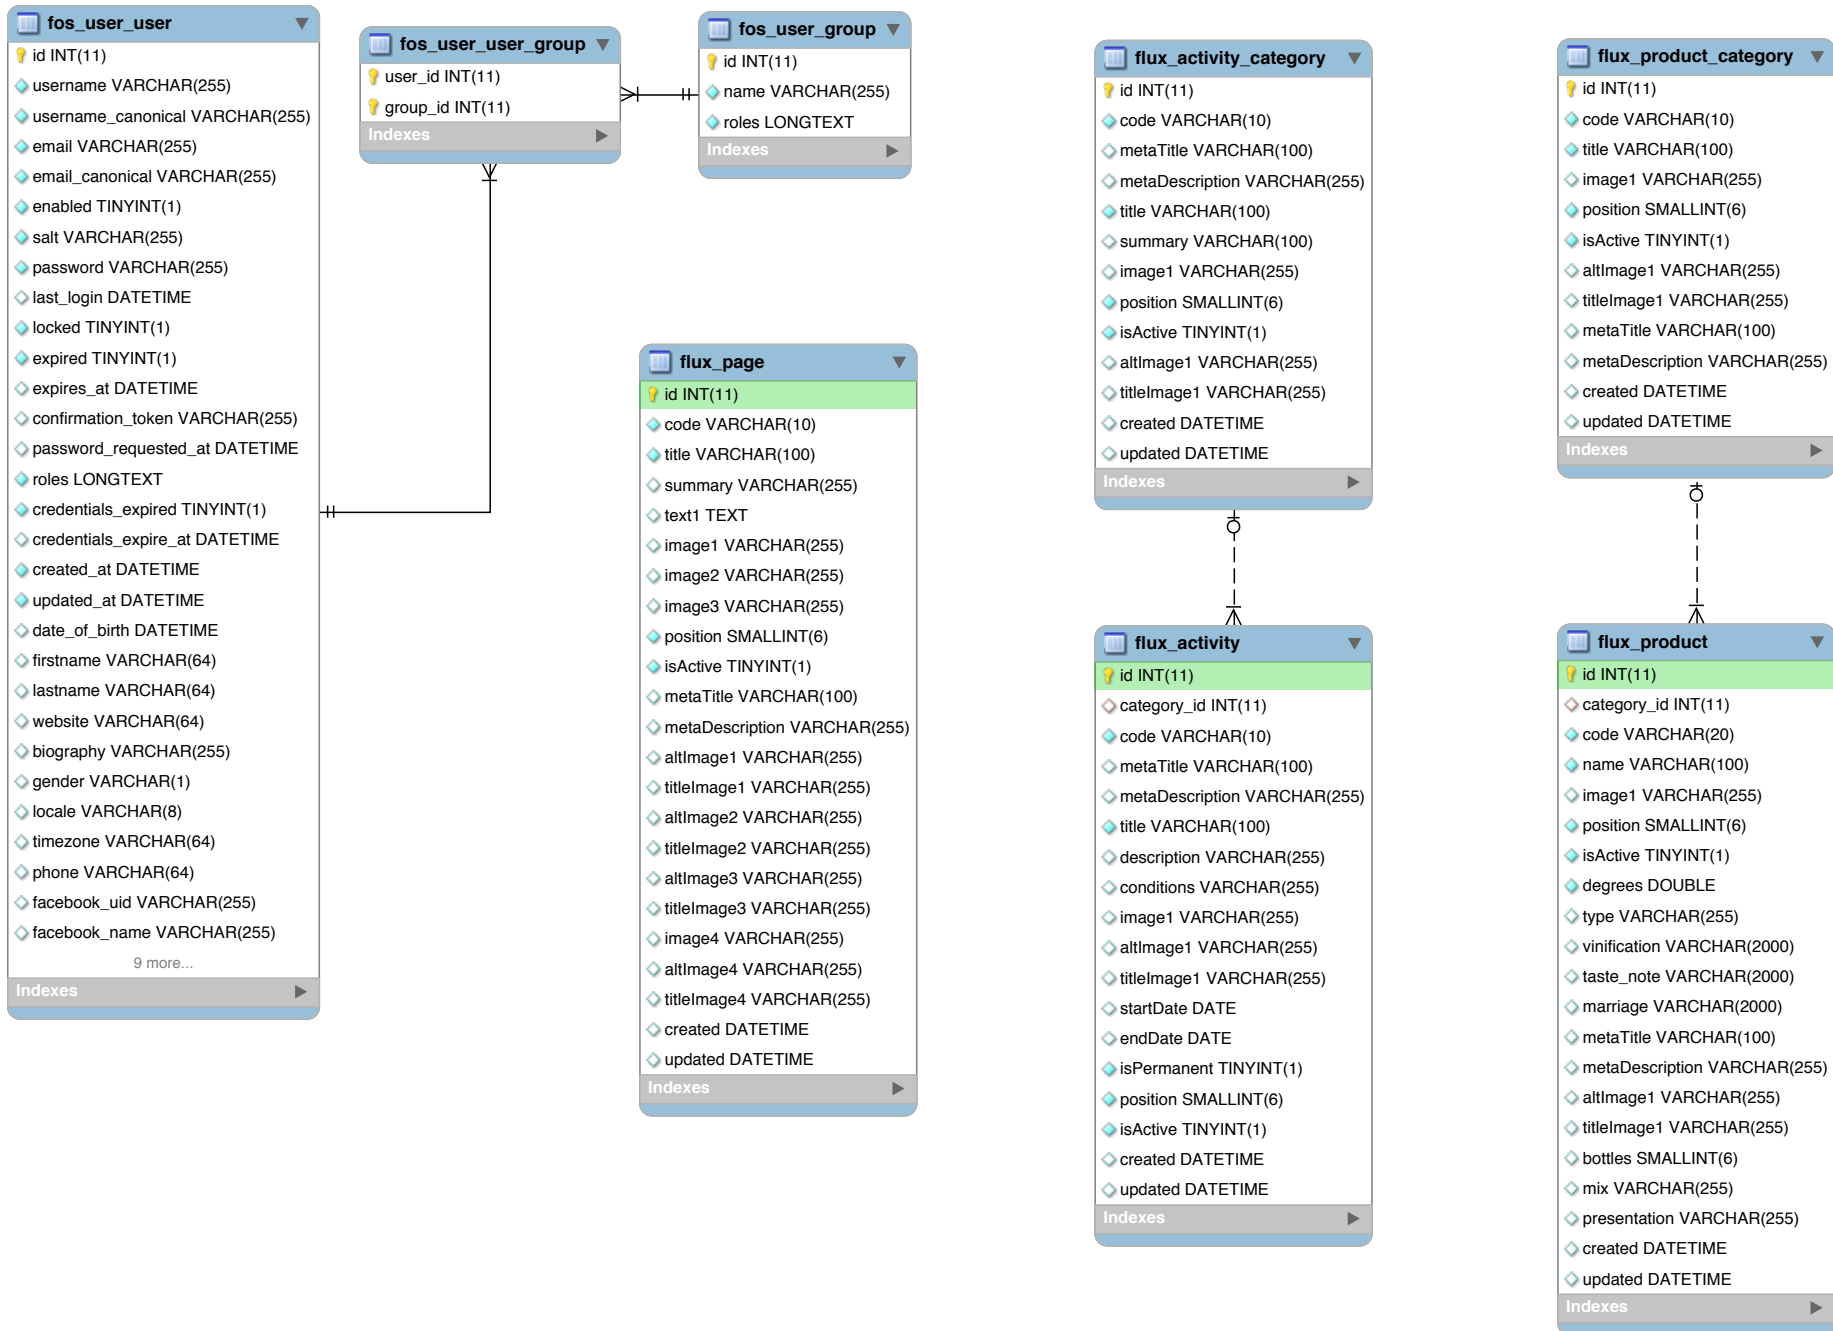 fos_user_user
id INT(11)
username VARCHAR(255)
username_canonical VARCHAR(255)
email VARCHAR(255)
email_canonical VARCHAR(255)
enabled TINYINT(1)
salt VARCHAR(255)
password VARCHAR(255)
last_login DATETIME
locked TINYINT(1)
expired TINYINT(1)
expires_at DATETIME
confirmation_token VARCHAR(255)
password_requested_at DATETIME
roles LONGTEXT
credentials_expired TINYINT(1)
credentials_expire_at DATETIME
created_at DATETIME
updated_at DATETIME
date_of_birth DATETIME
firstname VARCHAR(64)
lastname VARCHAR(64)
website VARCHAR(64)
biography VARCHAR(255)
gender VARCHAR(1)
locale VARCHAR(8)
timezone VARCHAR(64)
phone VARCHAR(64)
facebook_uid VARCHAR(255)
facebook_name VARCHAR(255)
9 more...
Indexes
fos_user_user_group
user_id INT(11)
group_id INT(11)
Indexes
fos_user_group
id INT(11)
name VARCHAR(255)
roles LONGTEXT
Indexes
flux_page
id INT(11)
code VARCHAR(10)
title VARCHAR(100)
summary VARCHAR(255)
text1 TEXT
image1 VARCHAR(255)
image2 VARCHAR(255)
image3 VARCHAR(255)
position SMALLINT(6)
isActive TINYINT(1)
metaTitle VARCHAR(100)
metaDescription VARCHAR(255)
altImage1 VARCHAR(255)
titleImage1 VARCHAR(255)
altImage2 VARCHAR(255)
titleImage2 VARCHAR(255)
altImage3 VARCHAR(255)
titleImage3 VARCHAR(255)
image4 VARCHAR(255)
altImage4 VARCHAR(255)
titleImage4 VARCHAR(255)
created DATETIME
updated DATETIME
Indexes
flux_activity_category
id INT(11)
code VARCHAR(10)
metaTitle VARCHAR(100)
metaDescription VARCHAR(255)
title VARCHAR(100)
summary VARCHAR(100)
image1 VARCHAR(255)
position SMALLINT(6)
isActive TINYINT(1)
altImage1 VARCHAR(255)
titleImage1 VARCHAR(255)
created DATETIME
updated DATETIME
Indexes
flux_activity
id INT(11)
category_id INT(11)
code VARCHAR(10)
metaTitle VARCHAR(100)
metaDescription VARCHAR(255)
title VARCHAR(100)
description VARCHAR(255)
conditions VARCHAR(255)
image1 VARCHAR(255)
altImage1 VARCHAR(255)
titleImage1 VARCHAR(255)
startDate DATE
endDate DATE
isPermanent TINYINT(1)
position SMALLINT(6)
isActive TINYINT(1)
created DATETIME
updated DATETIME
Indexes
flux_product_category
id INT(11)
code VARCHAR(10)
title VARCHAR(100)
image1 VARCHAR(255)
position SMALLINT(6)
isActive TINYINT(1)
altImage1 VARCHAR(255)
titleImage1 VARCHAR(255)
metaTitle VARCHAR(100)
metaDescription VARCHAR(255)
created DATETIME
updated DATETIME
Indexes
flux_product
id INT(11)
category_id INT(11)
code VARCHAR(20)
name VARCHAR(100)
image1 VARCHAR(255)
position SMALLINT(6)
isActive TINYINT(1)
degrees DOUBLE
type VARCHAR(255)
vinification VARCHAR(2000)
taste_note VARCHAR(2000)
marriage VARCHAR(2000)
metaTitle VARCHAR(100)
metaDescription VARCHAR(255)
altImage1 VARCHAR(255)
titleImage1 VARCHAR(255)
bottles SMALLINT(6)
mix VARCHAR(255)
presentation VARCHAR(255)
created DATETIME
updated DATETIME
Indexes